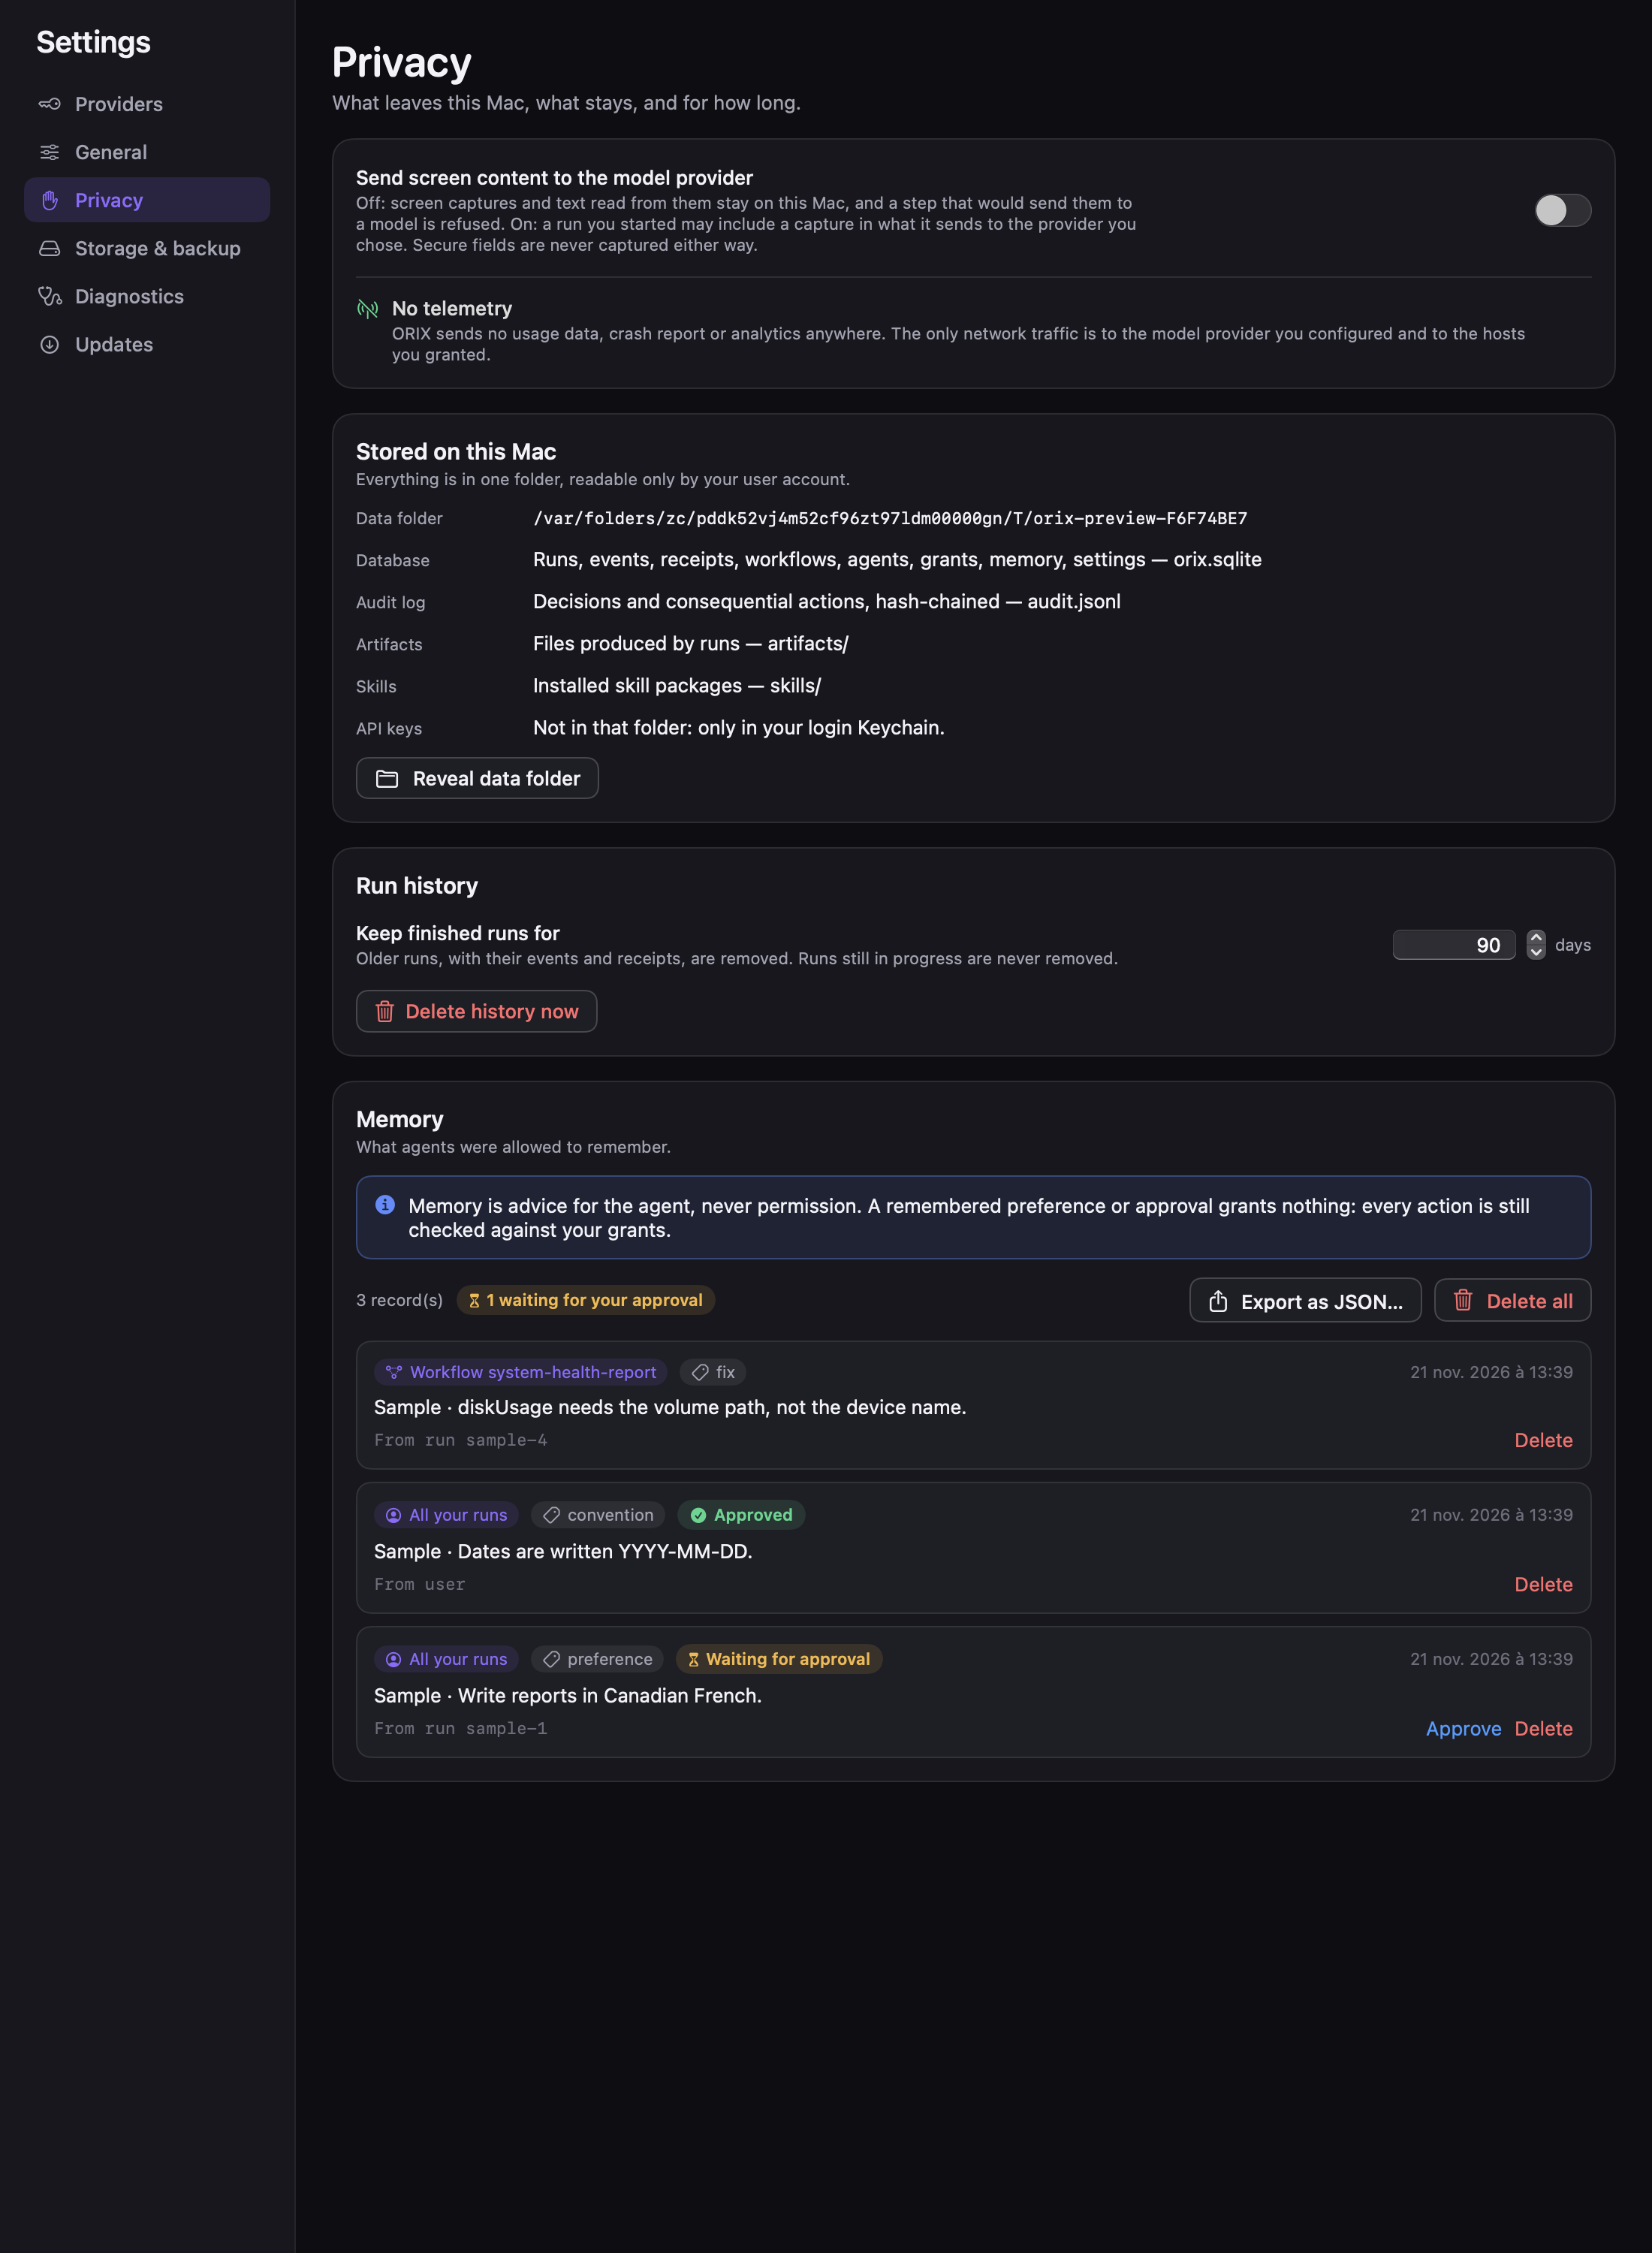 Settings
Providers
General
Privacy
Storage & backup
Diagnostics
Updates
Privacy
What leaves this Mac, what stays, and for how long.
Send screen content to the model provider
Off: screen captures and text read from them stay on this Mac, and a step that would send them to
a model is refused. On: a run you started may include a capture in what it sends to the provider you
chose. Secure fields are never captured either way.
No telemetry
ORIX sends no usage data, crash report or analytics anywhere. The only network traffic is to the model provider you configured and to the hosts
you granted.
Stored on this Mac
Everything is in one folder, readable only by your user account.
Data folder /var/folders/zc/pddk52vj4m52cf96zt97ldm00000gn/T/orix-preview-F6F74BE7
Database Runs, events, receipts, workflows, agents, grants, memory, settings — orix.sqlite
Audit log Decisions and consequential actions, hash-chained — audit.jsonl
Artifacts Files produced by runs — artifacts/
Skills Installed skill packages — skills/
API keys Not in that folder: only in your login Keychain.
Reveal data folder
Run history
Keep finished runs for
Older runs, with their events and receipts, are removed. Runs still in progress are never removed.
90 days
Delete history now
Memory
What agents were allowed to remember.
Memory is advice for the agent, never permission. A remembered preference or approval grants nothing: every action is still
checked against your grants.
3 record(s) 1 waiting for your approval Export as JSON... Delete all
Workflow system-health-report fix 21 nov. 2026 à 13:39
Sample · diskUsage needs the volume path, not the device name.
From run sample-4 Delete
All your runs convention Approved 21 nov. 2026 à 13:39
Sample · Dates are written YYYY-MM-DD.
From user Delete
All your runs preference Waiting for approval 21 nov. 2026 à 13:39
Sample · Write reports in Canadian French.
From run sample-1 Approve Delete